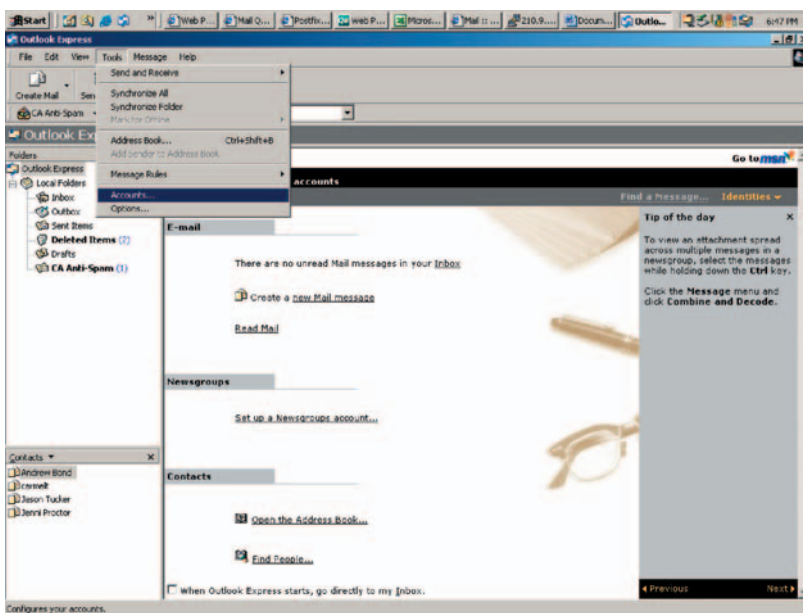 Start
Web P...
Mail Q...
Postfix...
web P...
Micros...
Mail :: ...
210.9....
Docum...
Outlo...
6:47 PM
Outlook Express
File Edit View Tools Message Help
Create Mail
Send and Receive
Synchronize All
Synchronize Folder
Mark for Offline
Address Book... Ctrl+Shift+B
Add Sender to Address Book
Message Rules
Accounts...
Options...
CA Anti-Spam
Outlook Ex
Go to msn
accounts
Find a Message... Identities
Folders
Outlook Express
Local Folders
Inbox
Outbox
Sent Items
Deleted Items (2)
Drafts
CA Anti-Spam (1)
Contacts
Andrew Bond
Jason Tucker
Jenni Proctor
E-mail
There are no unread Mail messages in your Inbox
Create a new Mail message
Read Mail
Newsgroups
Set up a Newsgroups account...
Contacts
Open the Address Book...
Find People...
When Outlook Express starts, go directly to my Inbox.
Tip of the day
To view an attachment spread
across multiple messages in a
newsgroup, select the messages
while holding down the Ctrl key.
Click the Message menu and
click Combine and Decode.
Previous Next
Configures your accounts.